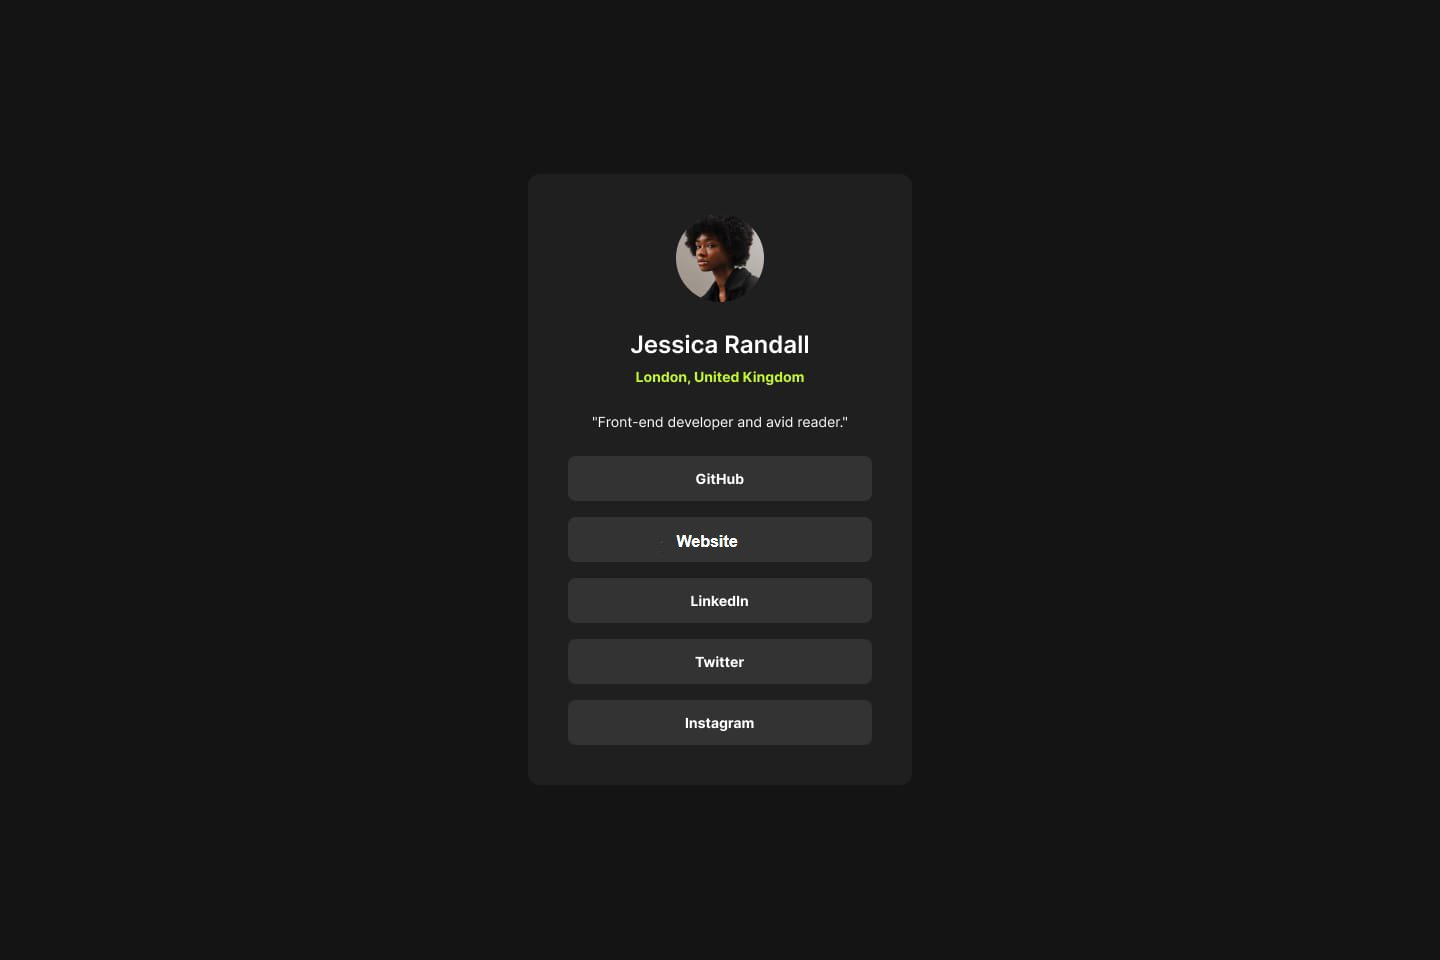 Jessica Randall
London, United Kingdom
"Front-end developer and avid reader."
GitHub
Website
LinkedIn
Twitter
Instagram